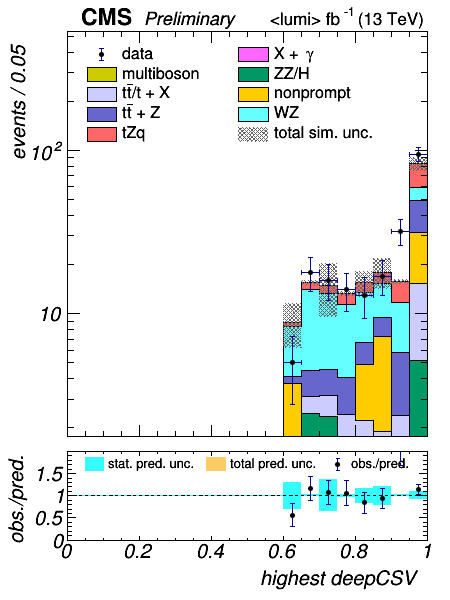 CMS Preliminary <lumi> fb⁻¹ (13 TeV)
events / 0.05
data
X + γ
multiboson
ZZ/H
tt̄/t + X
nonprompt
tt̄ + Z
WZ
tZq
total sim. unc.
10²
10
stat. pred. unc. total pred. unc. obs./pred.
obs./pred.
1.5
1
0.5
0
0 0.2 0.4 0.6 0.8 1
highest deepCSV